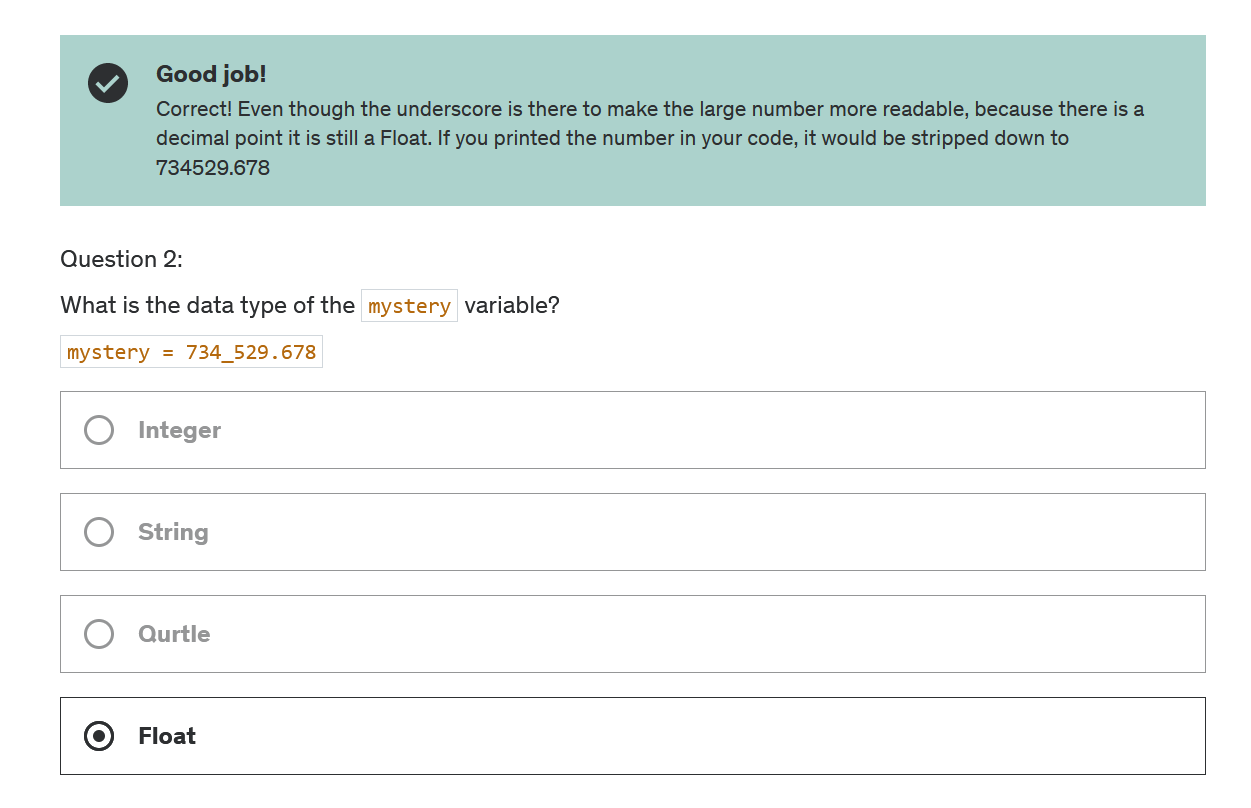 Good job!
Correct! Even though the underscore is there to make the large number more readable, because there is a
decimal point it is still a Float. If you printed the number in your code, it would be stripped down to
734529.678
Question 2:
What is the data type of the mystery variable?
mystery = 734_529.678
Integer
String
Qurtle
Float